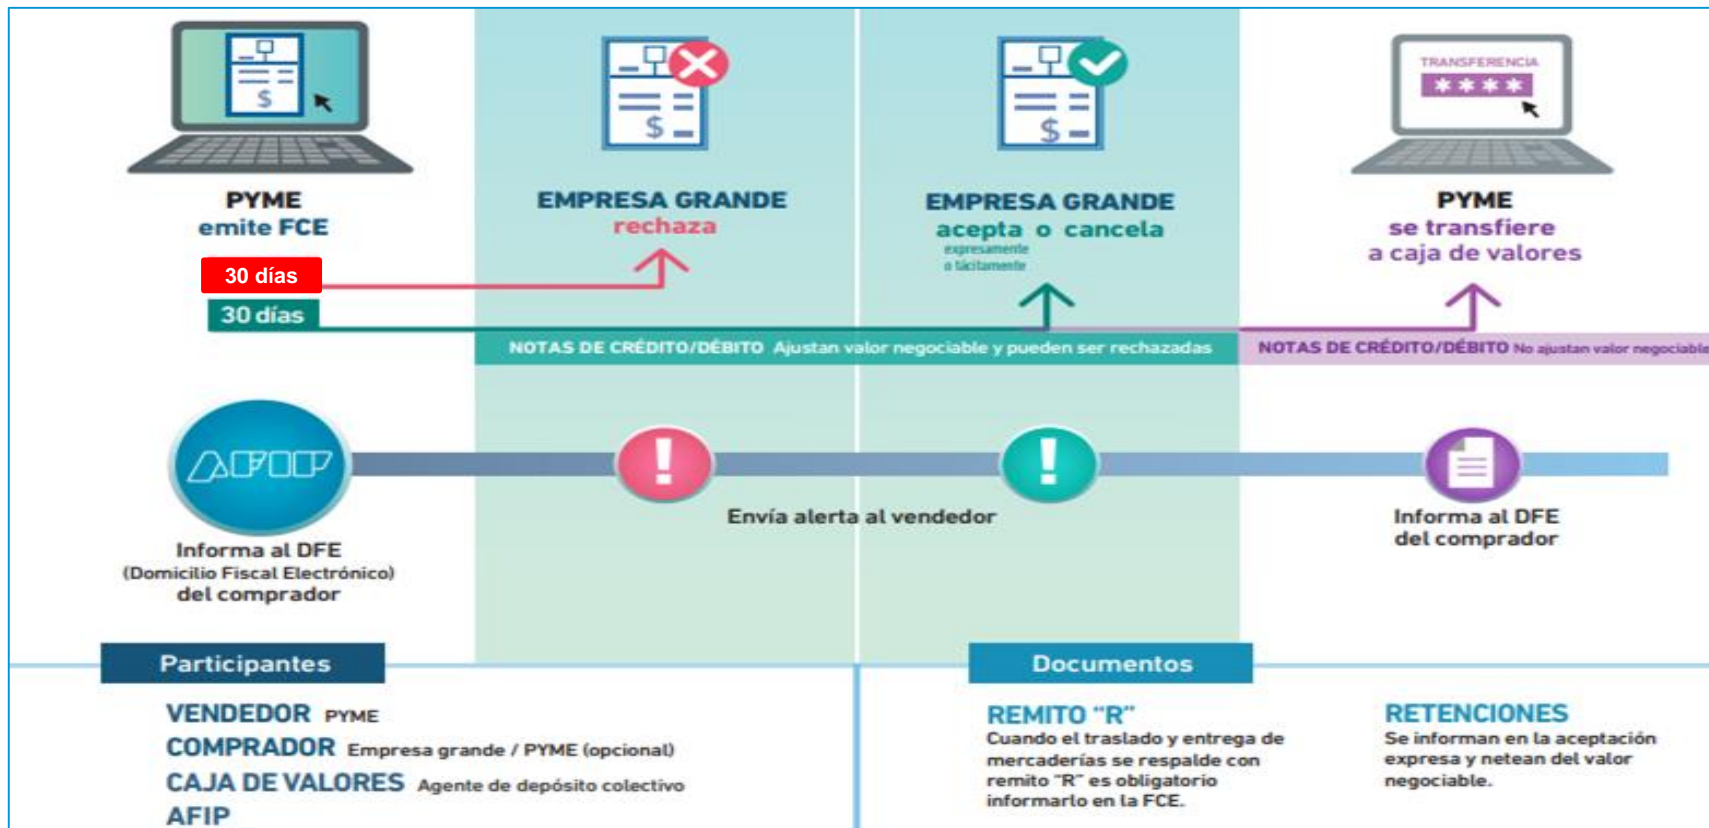 PYME
emite FCE
30 días
30 días
EMPRESA GRANDE
rechaza
EMPRESA GRANDE
acepta o cancela
expresamente
o tácitamente
TRANSFERENCIA
****
PYME
se transfiere
a caja de valores
NOTAS DE CRÉDITO/DÉBITO Ajustan valor negociable y pueden ser rechazadas
NOTAS DE CRÉDITO/DÉBITO No ajustan valor negociable
AFIP
Informa al DFE
(Domicilio Fiscal Electrónico)
del comprador
Envía alerta al vendedor
Informa al DFE
del comprador
Participantes
VENDEDOR PYME
COMPRADOR Empresa grande / PYME (opcional)
CAJA DE VALORES Agente de depósito colectivo
AFIP
Documentos
REMITO "R"
Cuando el traslado y entrega de
mercaderías se respalde con
remito "R" es obligatorio
informarlo en la FCE.
RETENCIONES
Se informan en la aceptación
expresa y netean del valor
negociable.